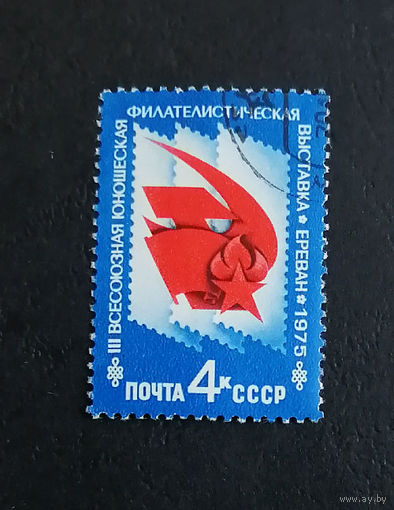 III ВСЕСОЮЗНАЯ ЮНОШЕСКАЯ
ФИЛАТЕЛИСТИЧЕСКАЯ
ВЫСТАВКА * ЕРЕВАН * 1975
ПОЧТА 4К СССР
www.ay.by